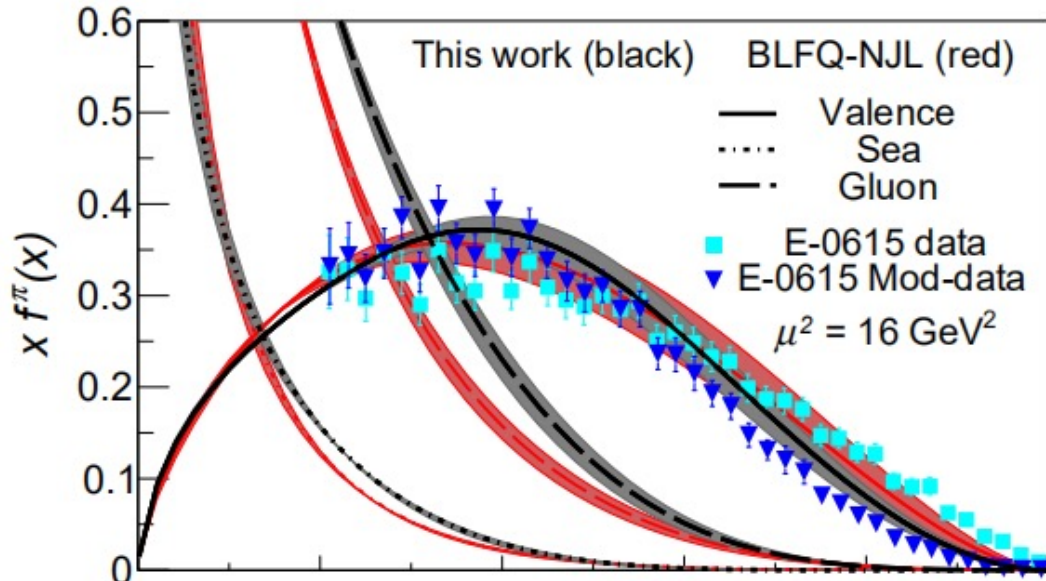 0.6
This work (black) BLFQ-NJL (red)
0.5
Valence
Sea
Gluon
0.4
E-0615 data
E-0615 Mod-data
0.3
μ² = 16 GeV²
x f^π(x)
0.2
0.1
0